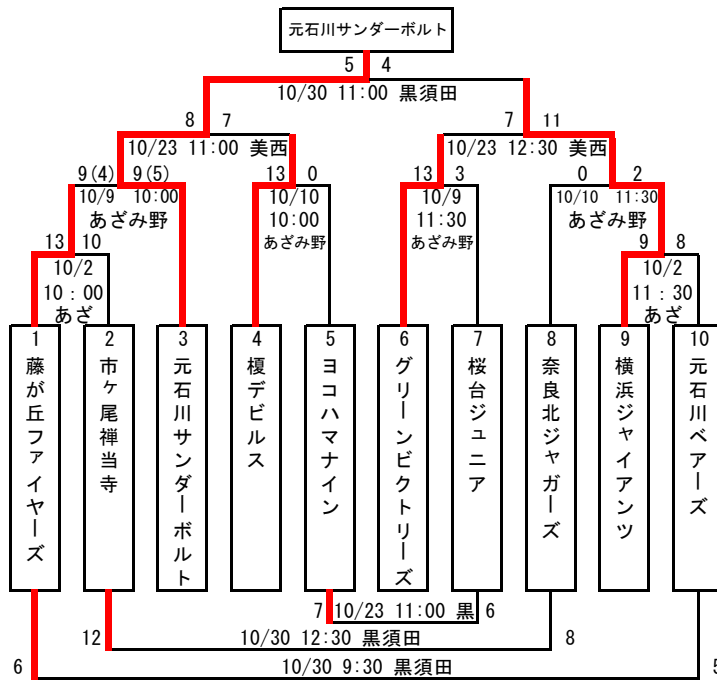 元石川サンダーボルト
5 4
10/30 11:00 黒須田
8 7
7 11
10/23 11:00 美西
10/23 12:30 美西
9(4) 9(5)
13 0
13 3
0 2
10/9 10:00
あざみ野
10/10
10:00
あざみ野
10/9
11:30
あざみ野
10/10 11:30
あざみ野
13 10
10/2
10：00
あざ
9 8
10/2
11：30
あざ
1
藤が丘ファイヤーズ
2
市ヶ尾禅当寺
3
元石川サンダーボルト
4
榎デビルス
5
ヨコハマナイン
6
グリーンビクトリーズ
7
桜台ジュニア
8
奈良北ジャガーズ
9
横浜ジャイアンツ
10
元石川ベアーズ
7 10/23 11:00 黒 6
12 10/30 12:30 黒須田 8
6 10/30 9:30 黒須田 5